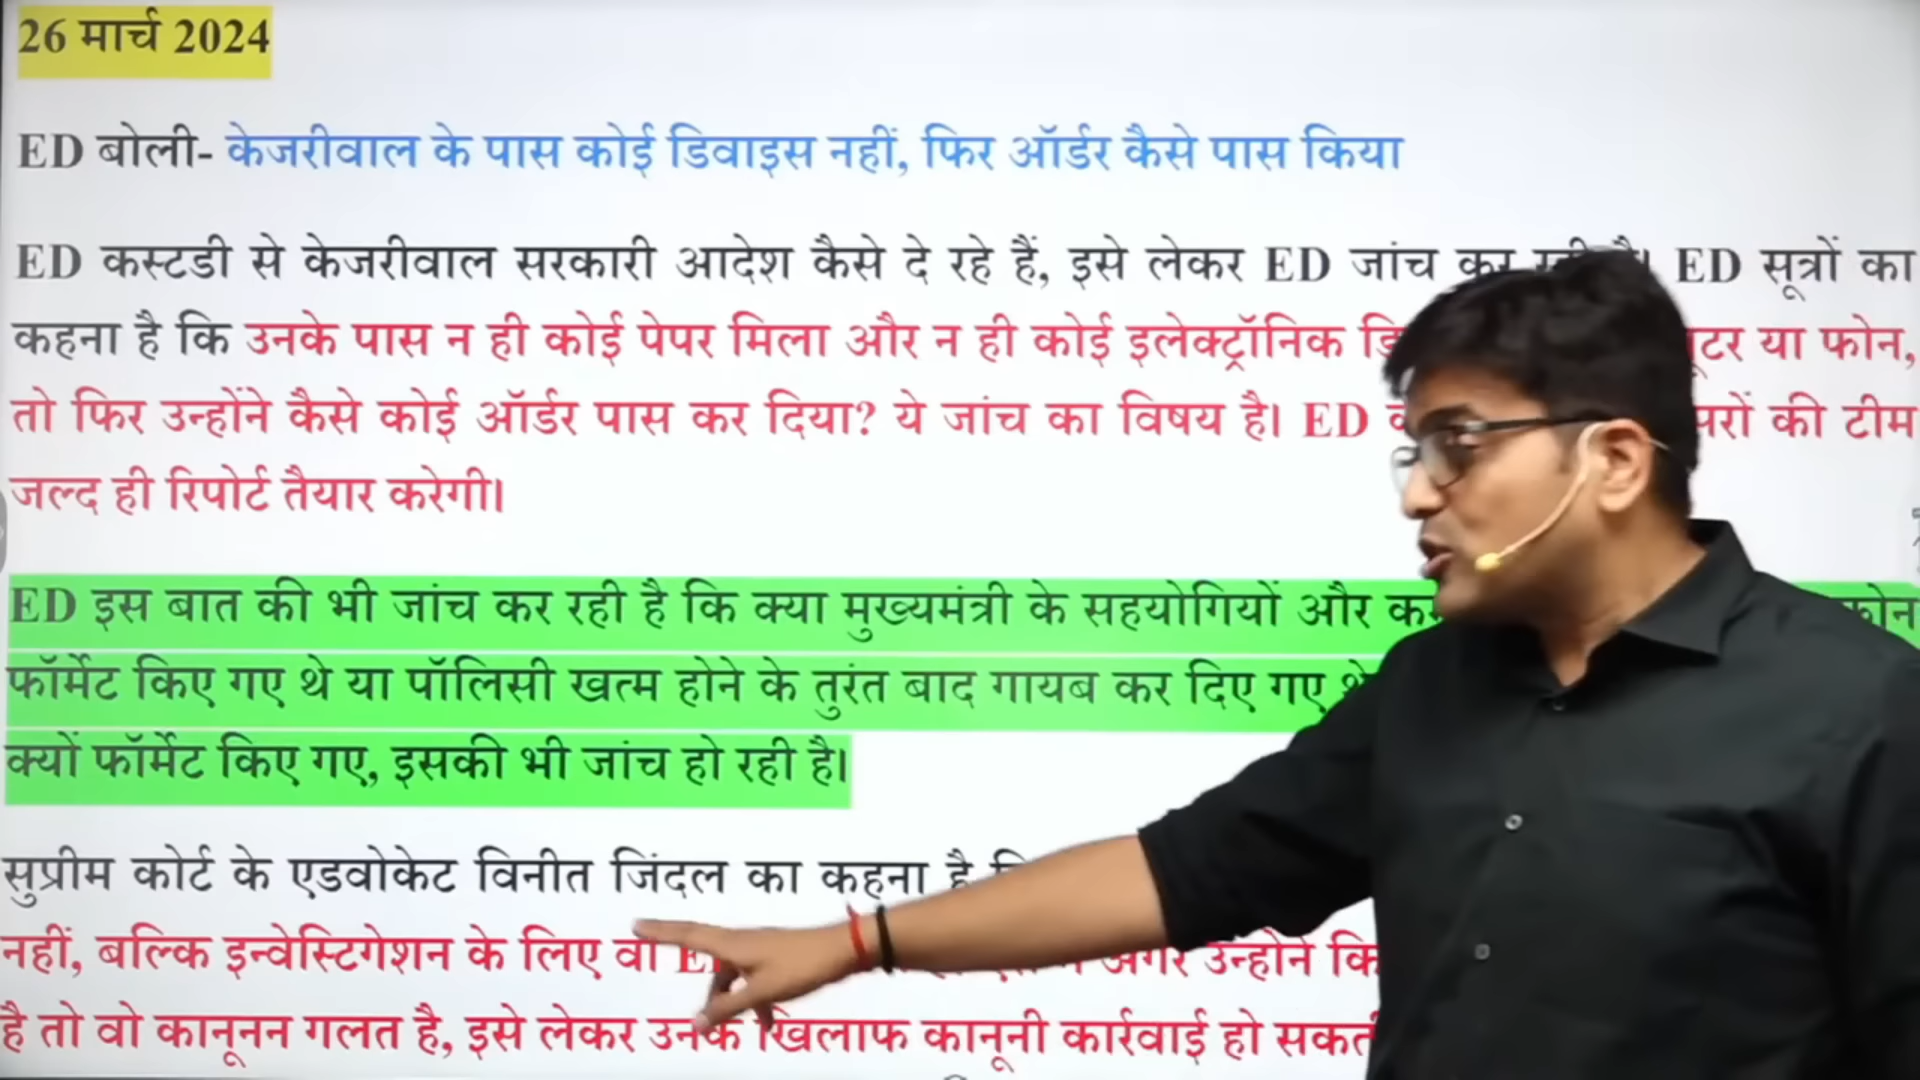 26 मार्च 2024
ED बोली- केजरीवाल के पास कोई डिवाइस नहीं, फिर ऑर्डर कैसे पास किया
ED कस्टडी से केजरीवाल सरकारी आदेश कैसे दे रहे हैं, इसे लेकर ED जांच कर रही है। ED सूत्रों का
कहना है कि उनके पास न ही कोई पेपर मिला और न ही कोई इलेक्ट्रॉनिक या फोन,
तो फिर उन्होंने कैसे कोई ऑर्डर पास कर दिया? ये जांच का विषय है। ED की टीम
जल्द ही रिपोर्ट तैयार करेगी।
ED इस बात की भी जांच कर रही है कि क्या मुख्यमंत्री के सहयोगियों और
फॉर्मेट किए गए थे या पॉलिसी खत्म होने के तुरंत बाद गायब कर दिए गए थे
क्यों फॉर्मेट किए गए, इसकी भी जांच हो रही है।
सुप्रीम कोर्ट के एडवोकेट विनीत जिंदल का कहना है
नहीं, बल्कि इन्वेस्टिगेशन के लिए वो अगर उन्होंने
है तो वो कानूनन गलत है, इसे लेकर उनके खिलाफ कानूनी कार्रवाई हो